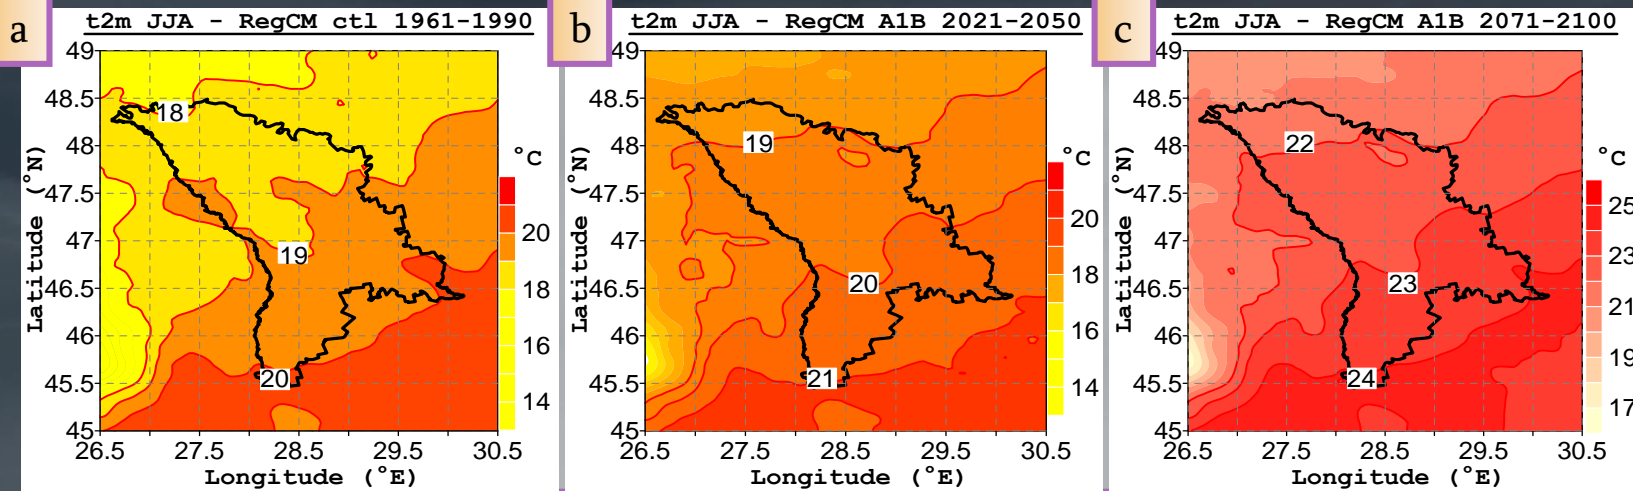 a
t2m JJA - RegCM ctl 1961-1990
49
48.5
48
47.5
47
46.5
46
45.5
45
Latitude (°N)
18
19
20
26.5 27.5 28.5 29.5 30.5
Longitude (°E)
°C
20
18
16
14
b
t2m JJA - RegCM A1B 2021-2050
49
48.5
48
47.5
47
46.5
46
45.5
45
Latitude (°N)
19
20
21
26.5 27.5 28.5 29.5 30.5
Longitude (°E)
°C
20
18
16
14
c
t2m JJA - RegCM A1B 2071-2100
49
48.5
48
47.5
47
46.5
46
45.5
45
Latitude (°N)
22
23
24
26.5 27.5 28.5 29.5 30.5
Longitude (°E)
°C
25
23
21
19
17